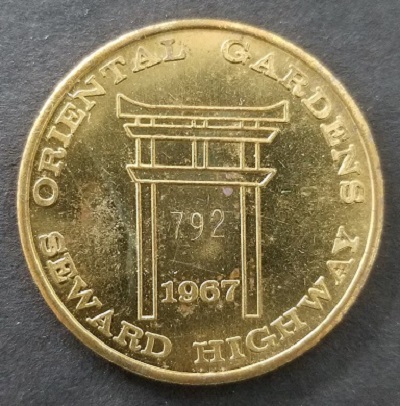 ORIENTAL GARDENS
792
1967
SEWARD HIGHWAY